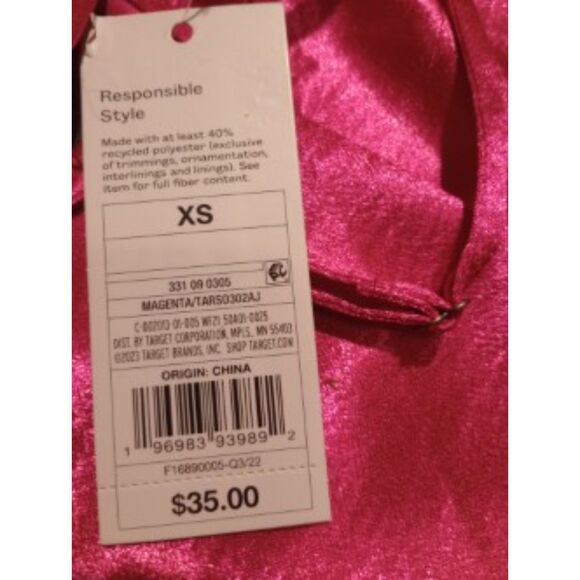 Responsible
Style
Made with at least 40%
recycled polyester (exclusive
of trimmings, ornamentation,
interlinings and linings). See
item for full fiber content.
XS
331 09 0305
MAGENTA/TAR50302AJ
DIST. BY TARGET CORPORATION, MPLS., MN 55403
©2023 TARGET BRANDS, INC. SHOP TARGET.COM
ORIGIN: CHINA
1 96983 93989 2
F16890005-Q3/22
$35.00